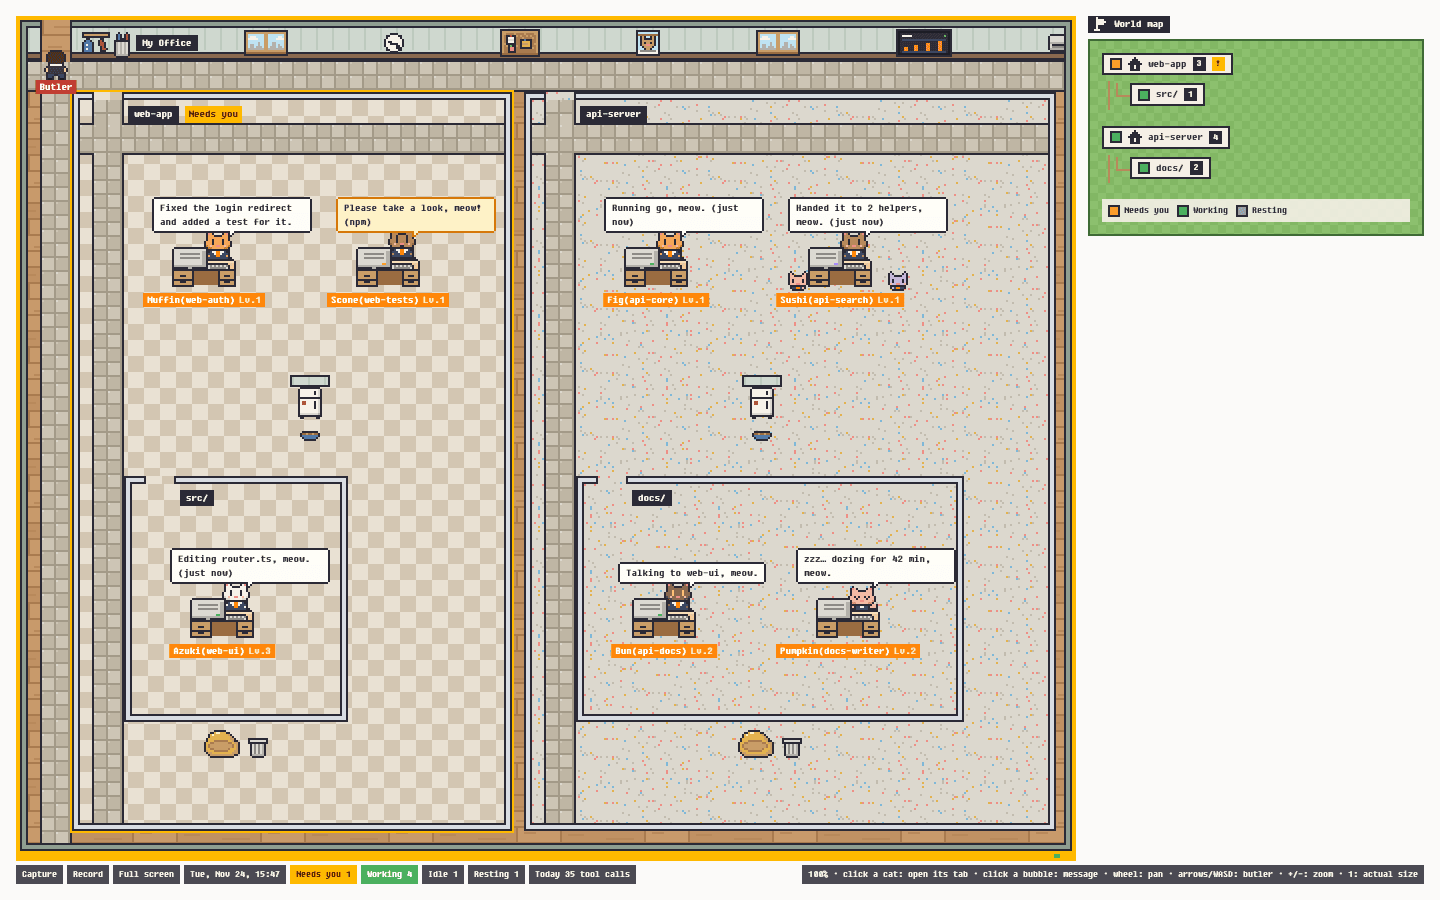 My Office
Butler
web-app Needs you
Fixed the login redirect
and added a test for it.
Please take a look, meow!
(npm)
Muffin(web-auth) Lv.1
Scone(web-tests) Lv.1
src/
Editing router.ts, meow.
(just now)
Azuki(web-ui) Lv.3
api-server
Running go, meow. (just
now)
Handed it to 2 helpers,
meow. (just now)
Fig(api-core) Lv.1
Sushi(api-search) Lv.1
docs/
Talking to web-ui, meow.
zzz… dozing for 42 min,
meow.
Bun(api-docs) Lv.2
Pumpkin(docs-writer) Lv.2
World map
web-app 3 !
src/ 1
api-server 4
docs/ 2
Needs you Working Resting
Capture Record Full screen Tue, Nov 24, 15:47 Needs you 1 Working 4 Idle 1 Resting 1 Today 35 tool calls
100% · click a cat: open its tab · click a bubble: message · wheel: pan · arrows/WASD: butler · +/-: zoom · 1: actual size